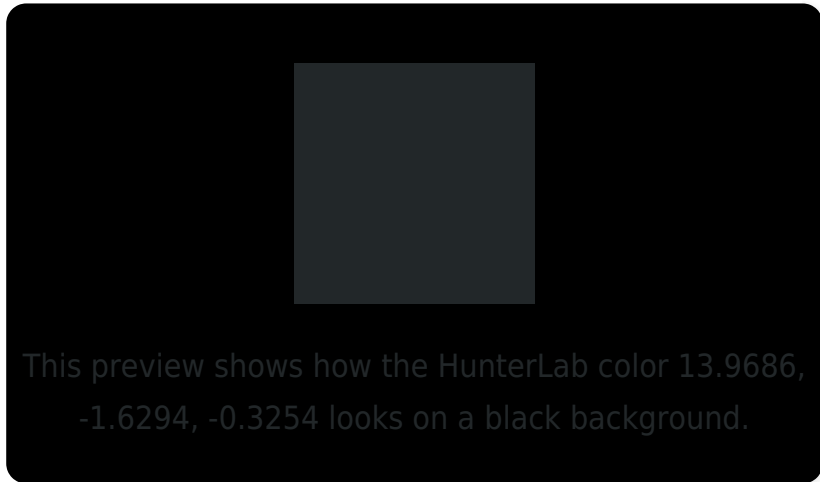 This preview shows how the HunterLab color 13.9686,
-1.6294, -0.3254 looks on a black background.